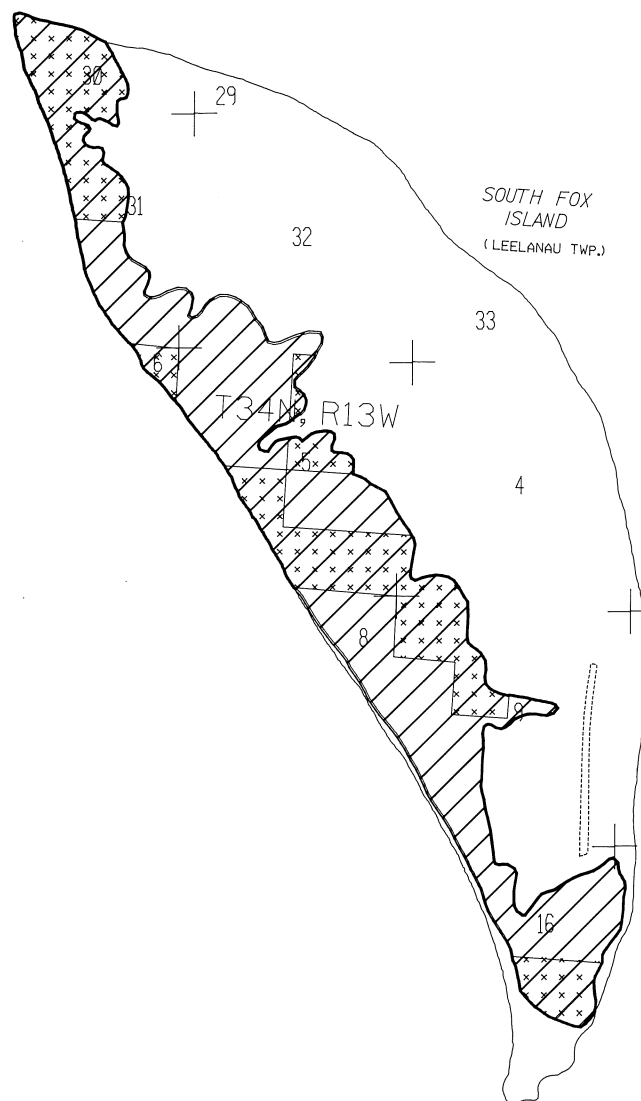 30
29
SOUTH FOX
ISLAND
(LEELANAU TWP.)
31
32
33
6
T34N, R13W
5
4
8
9
16